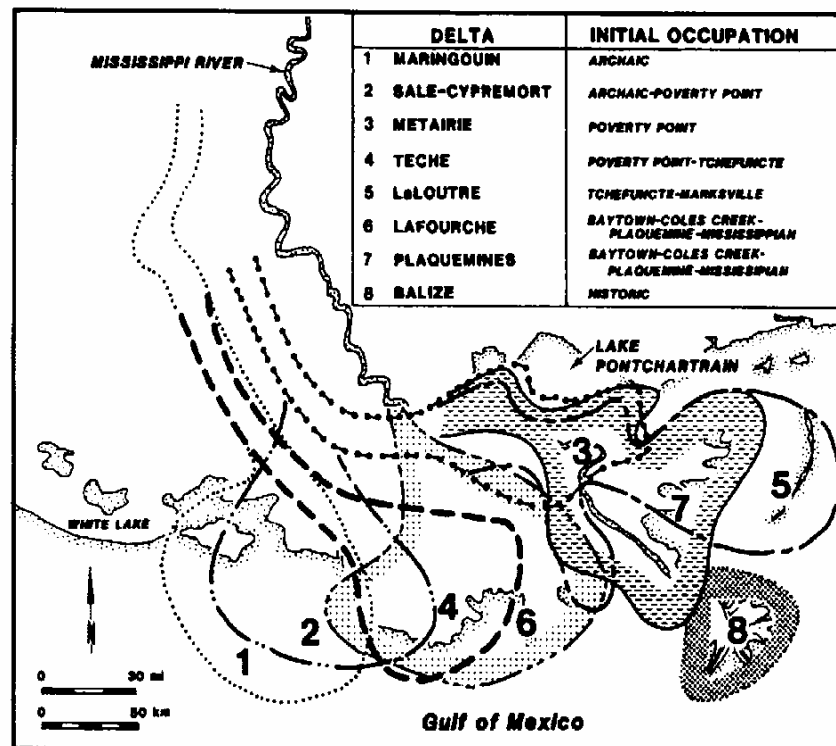 MISSISSIPPI RIVER
DELTA INITIAL OCCUPATION
1 MARINGOUIN ARCHAIC
2 SALE-CYPREMORT ARCHAIC-POVERTY POINT
3 METAIRIE POVERTY POINT
4 TECHE POVERTY POINT-TCHEFUNCTE
5 LaLOUTRE TCHEFUNCTE-MARKSVILLE
6 LAFOURCHE BAYTOWN-COLES CREEK-
PLAQUEMINE-MISSISSIPPIAN
7 PLAQUEMINES BAYTOWN-COLES CREEK-
PLAQUEMINE-MISSISSIPIAN
8 BALIZE HISTORIC
LAKE
PONTCHARTRAIN
3
5
7
WHITE LAKE
4
2
6
8
1
N
0 30 mi
0 50 km
Gulf of Mexico